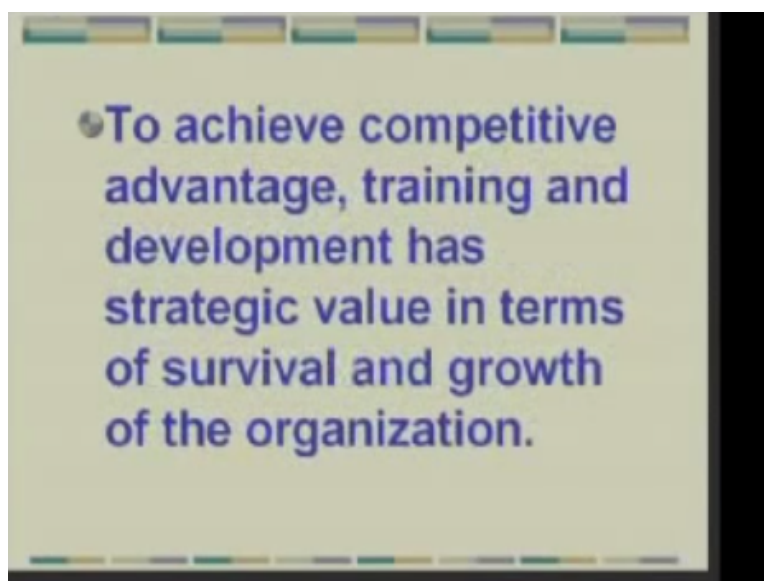 To achieve competitive
advantage, training and
development has
strategic value in terms
of survival and growth
of the organization.